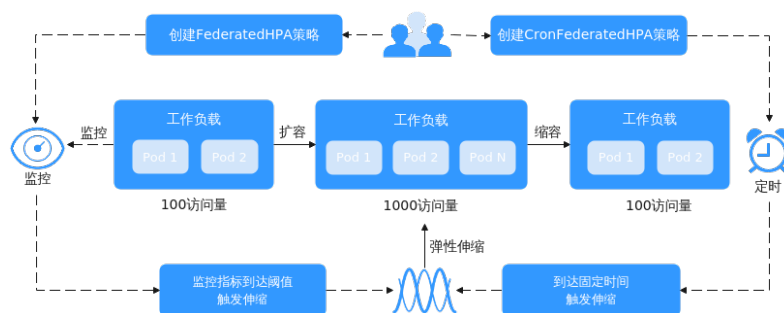 创建FederatedHPA策略
创建CronFederatedHPA策略
监控
监控
工作负载
Pod 1
Pod 2
100访问量
扩容
工作负载
Pod 1
Pod 2
Pod N
1000访问量
缩容
工作负载
Pod 1
Pod 2
100访问量
定时
弹性伸缩
监控指标到达阈值
触发伸缩
到达固定时间
触发伸缩